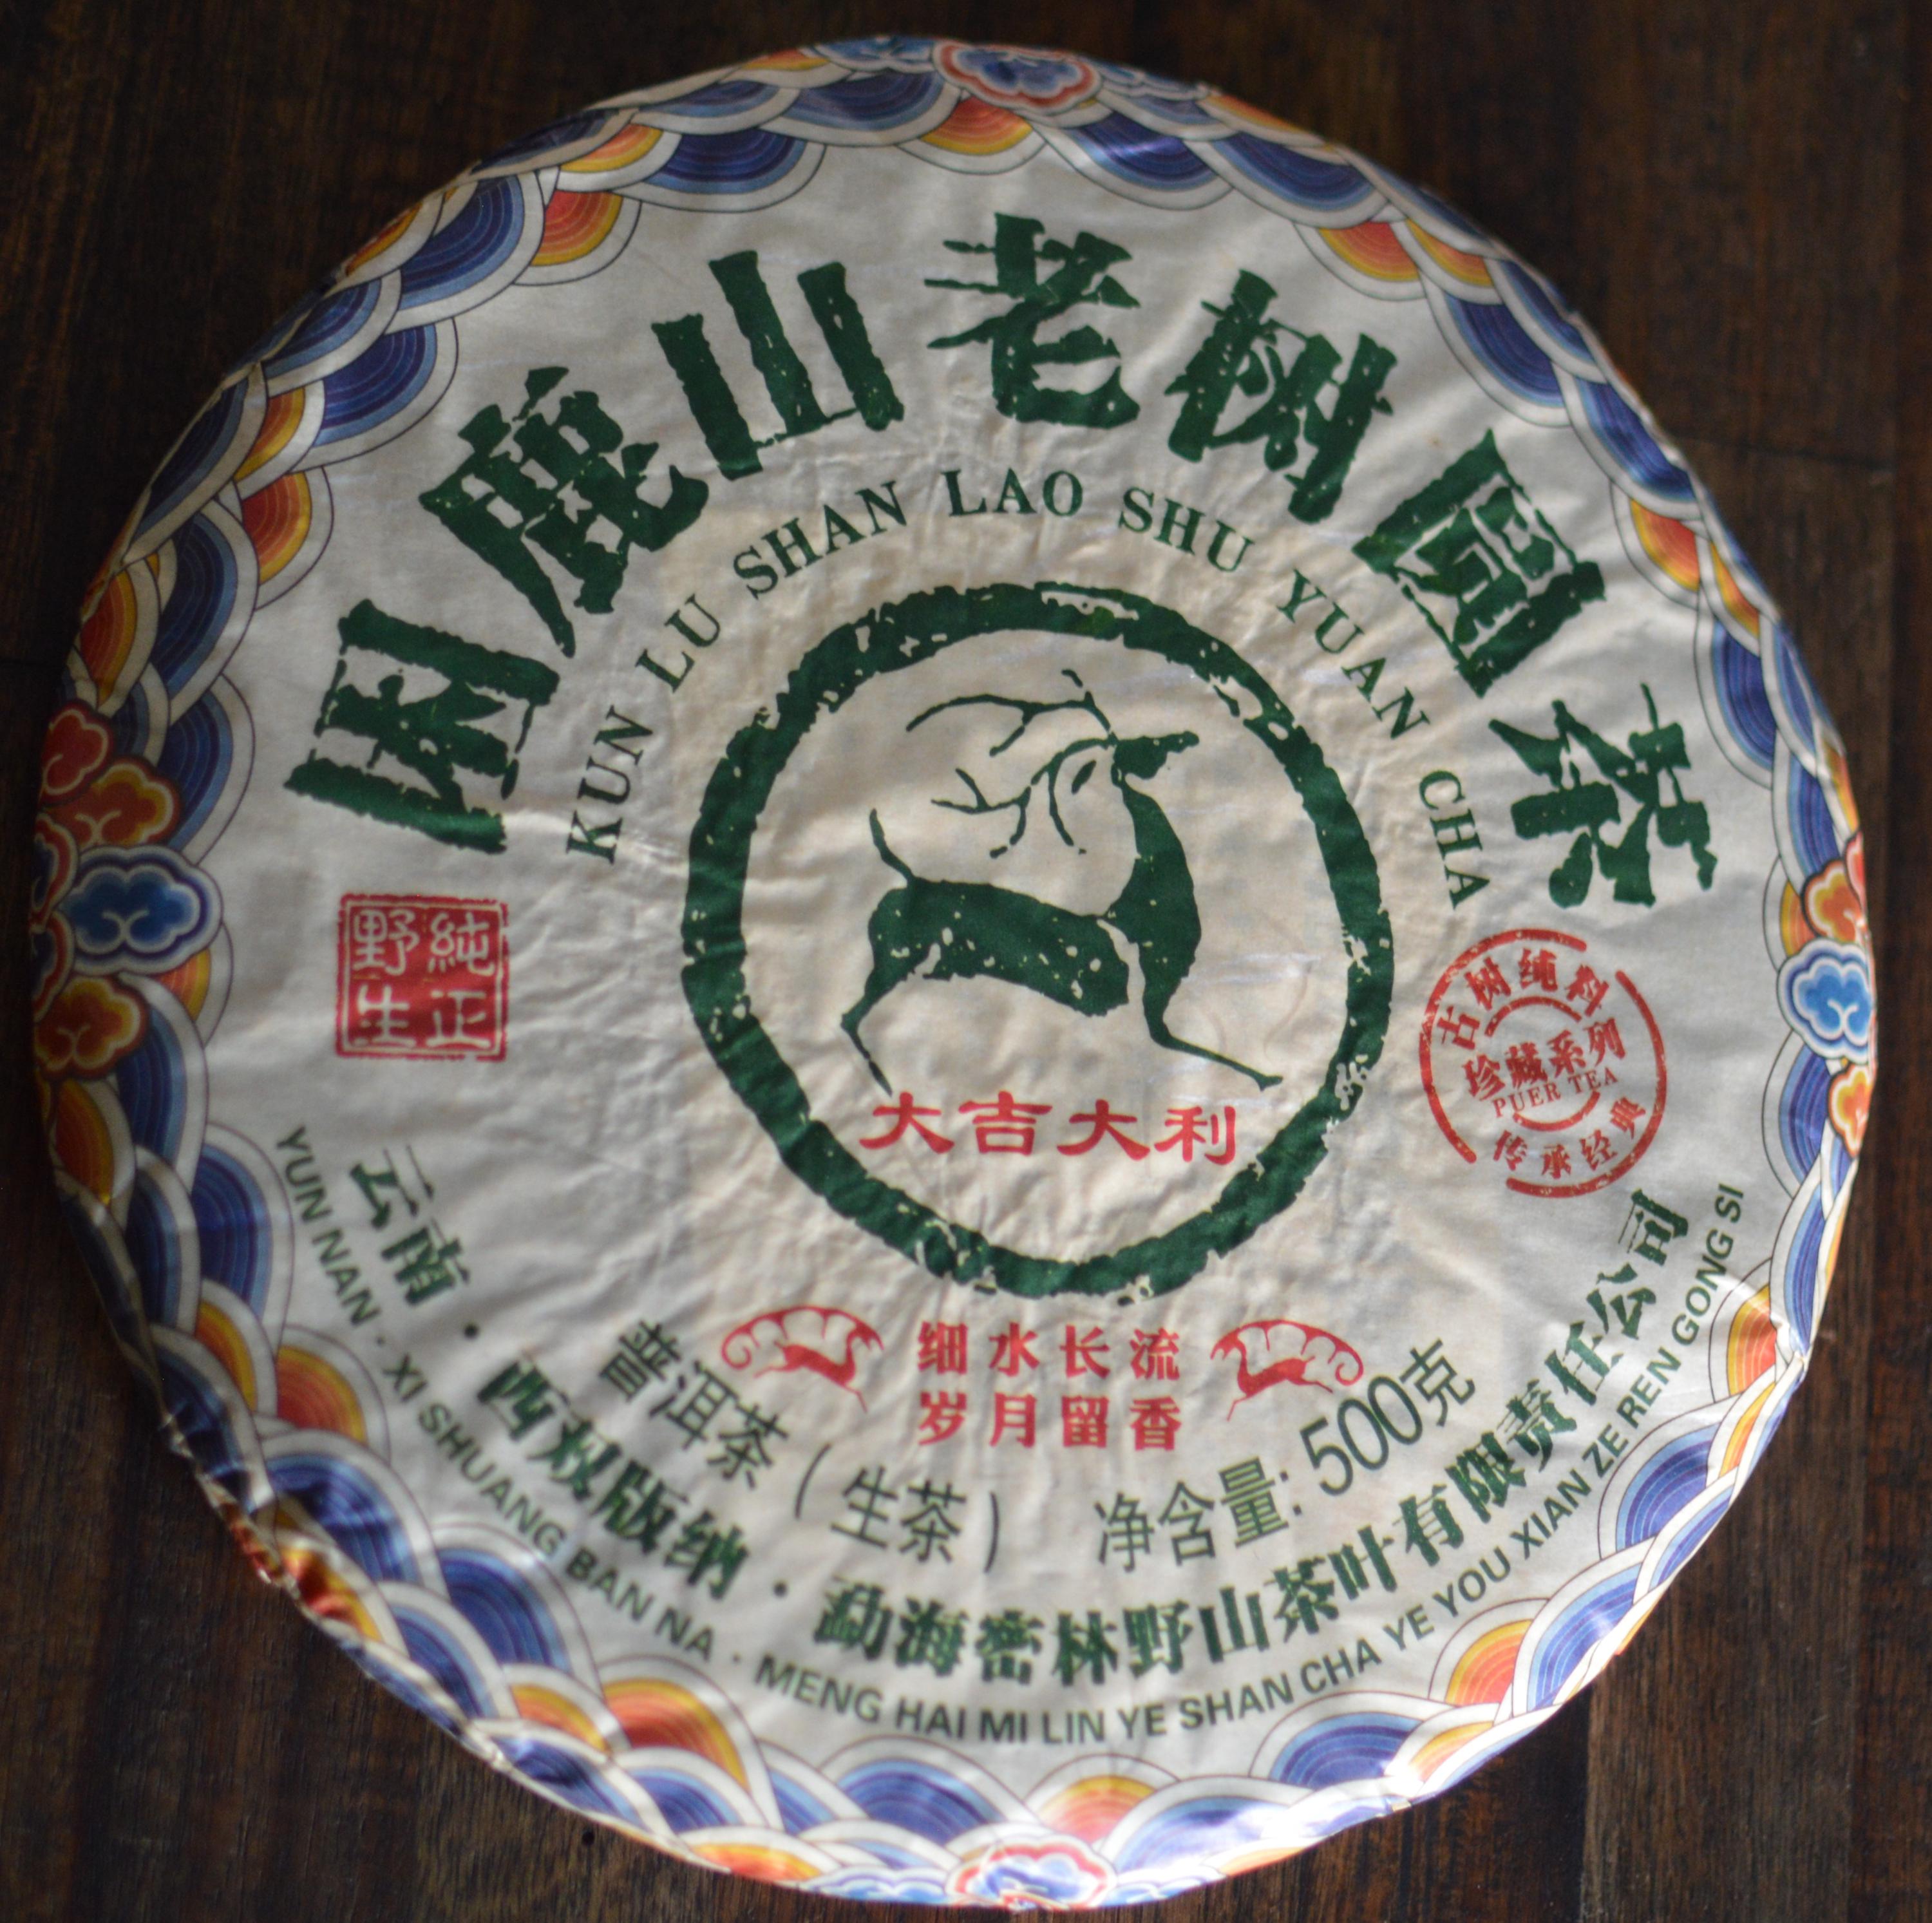 困鹿山老树圆茶
KUN LU SHAN LAO SHU YUAN CHA
純正
野生
大吉大利
古树纯料
珍藏系列
PUER TEA
传承经典
细水长流
岁月留香
普洱茶（生茶） 净含量: 500克
云南·西双版纳·勐海密林野山茶叶有限责任公司
YUN NAN · XI SHUANG BAN NA · MENG HAI MI LIN YE SHAN CHA YE YOU XIAN ZE REN GONG SI